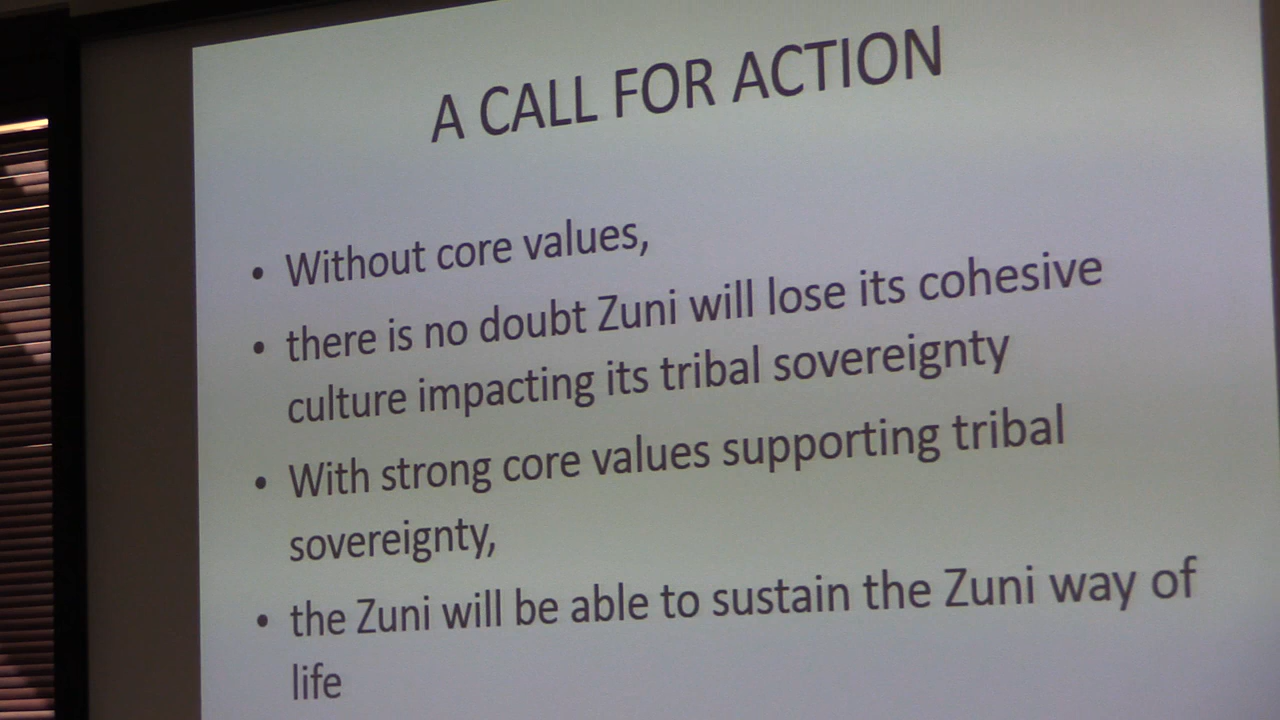 A CALL FOR ACTION
• Without core values,
• there is no doubt Zuni will lose its cohesive
culture impacting its tribal sovereignty
• With strong core values supporting tribal
sovereignty,
• the Zuni will be able to sustain the Zuni way of
life